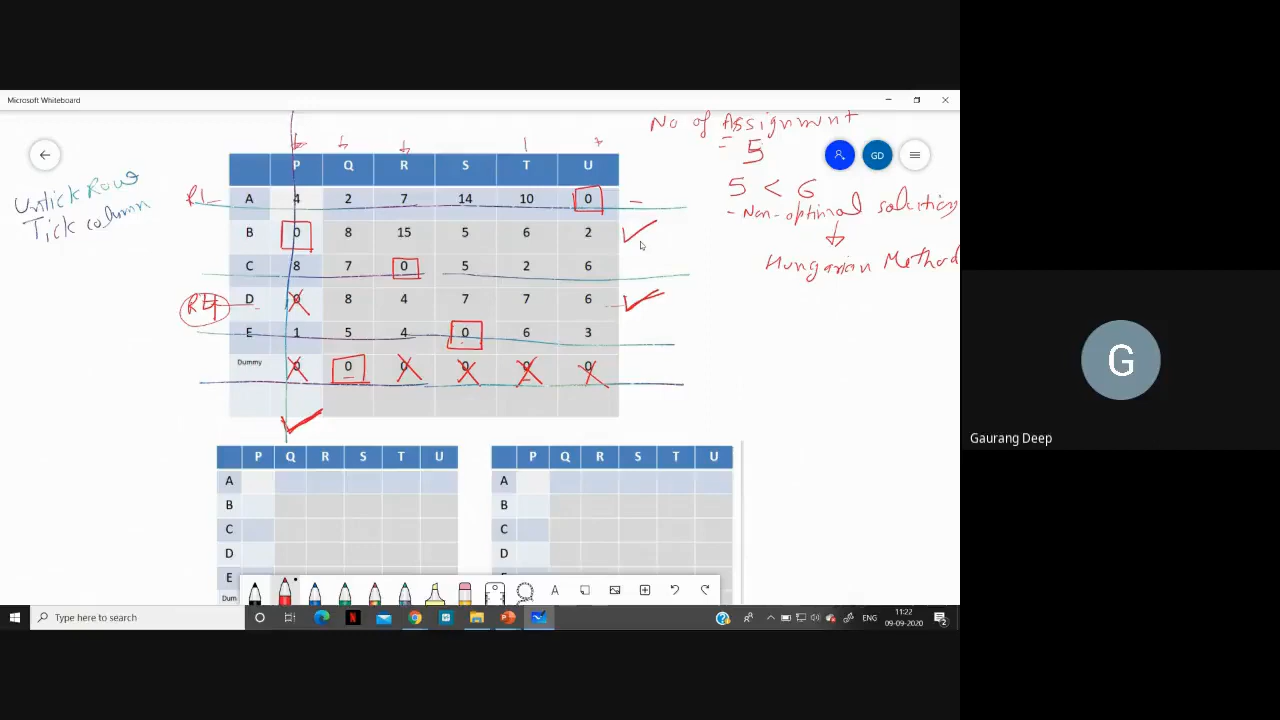 Microsoft Whiteboard
No of Assignment
= 5
GD
5 < 6
- Non-optimal solution
Hungarian Method
Untick Row
Tick column
P Q R S T U
A 4 2 7 14 10 0
B 0 8 15 5 6 2
C 8 7 0 5 2 6
D 0 8 4 7 7 6
E 1 5 4 0 6 3
Dummy 0 0 0 0 0 0
P Q R S T U
A
B
C
D
E
Dum
P Q R S T U
A
B
C
D
G
Gaurang Deep
Type here to search
ENG
11:22
09-09-2020
2